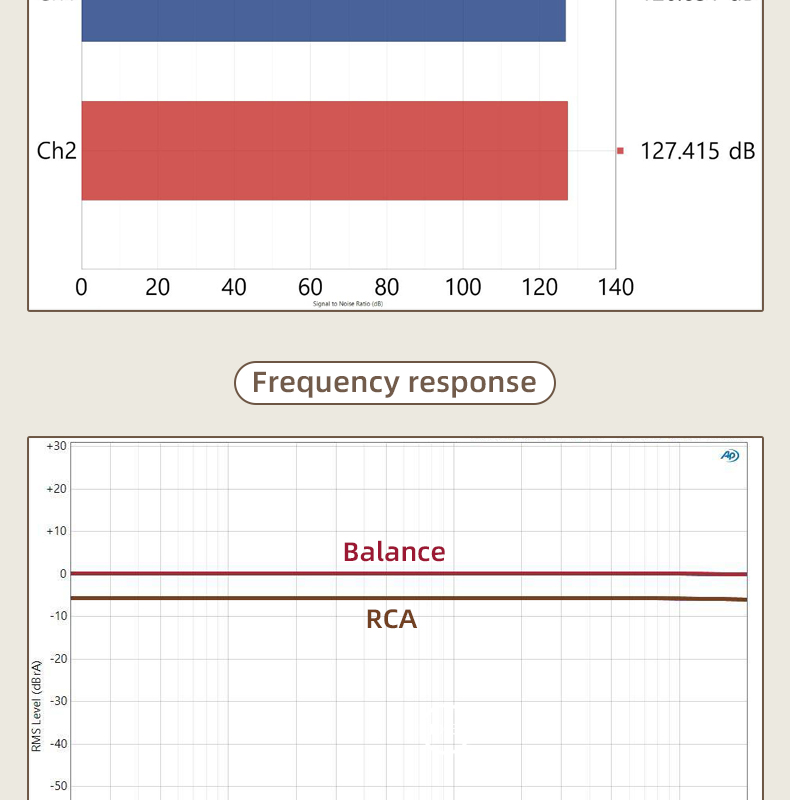 Ch2
127.415 dB
0 20 40 60 80 100 120 140
Signal to Noise Ratio (dB)
Frequency response
+30
AP
+20
+10
Balance
0
RCA
-10
-20
-30
RMS Level (dBrA)
-40
-50